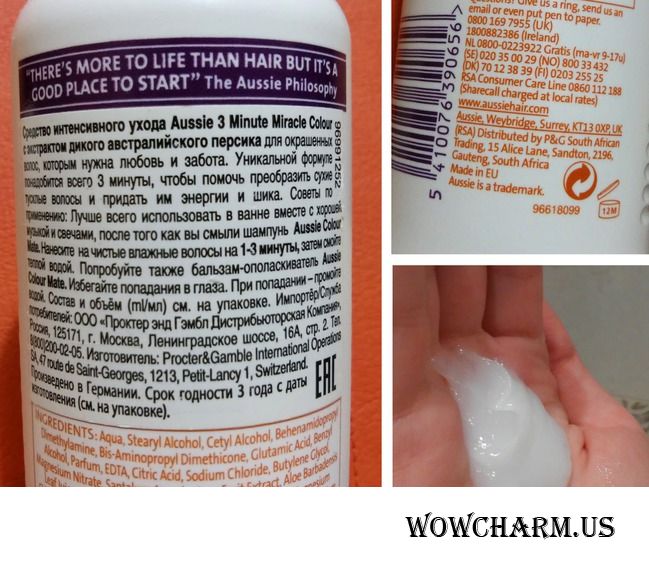 "THERE'S MORE TO LIFE THAN HAIR BUT IT'S A
GOOD PLACE TO START" The Aussie Philosophy
Средство интенсивного ухода Aussie 3 Minute Miracle Colour
с экстрактом дикого австралийского персика для окрашенных
волос, которым нужна любовь и забота. Уникальной формуле
понадобится всего 3 минуты, чтобы помочь преобразить сухие
тусклые волосы и придать им энергии и шика. Советы по
применению: Лучше всего использовать в ванне вместе с хорошей
музыкой и свечами, после того как вы смыли шампунь Aussie Colour
Mate. Нанесите на чистые влажные волосы на 1-3 минуты, затем смойте
теплой водой. Попробуйте также бальзам-ополаскиватель Aussie
Colour Mate. Избегайте попадания в глаза. При попадании – промойте
водой. Состав и объём (ml/мл) см. на упаковке. Импортёр/Служба
потребителей: ООО «Проктер энд Гэмбл Дистрибьюторская Компания»,
Россия, 125171, г. Москва, Ленинградское шоссе, 16А, стр. 2. Тел.
8(800)200-02-05. Изготовитель: Procter&Gamble International Operations
SA, 47 route de Saint-Georges, 1213, Petit-Lancy 1, Switzerland.
Произведено в Германии. Срок годности 3 года с даты
изготовления (см. на упаковке).
EAC
INGREDIENTS: Aqua, Stearyl Alcohol, Cetyl Alcohol, Behenamidopropyl
Dimethylamine, Bis-Aminopropyl Dimethicone, Glutamic Acid, Benzyl
Alcohol, Parfum, EDTA, Citric Acid, Sodium Chloride, Butylene Glycol,
Magnesium Nitrate, Fruit Extract, Aloe Barbadensis
Questions? Give us a ring, send us an
email or even put pen to paper.
0800 169 7955 (UK)
1800882386 (Ireland)
NL 0800-0223922 Gratis (ma-vr 9-17u)
(SE) 020 35 00 29 (NO) 800 33 432
(DK) 70 12 38 39 (FI) 0203 255 25
RSA Consumer Care Line 0860 112 188
(Sharecall charged at local rates)
www.aussiehair.com
Aussie, Weybridge, Surrey, KT13 0XP, UK
(RSA) Distributed by P&G South African
Trading, 15 Alice Lane, Sandton, 2196,
Gauteng, South Africa
Made in EU
Aussie is a trademark.
96618099
12M
5 410076 390656 >
WOWCHARM.US